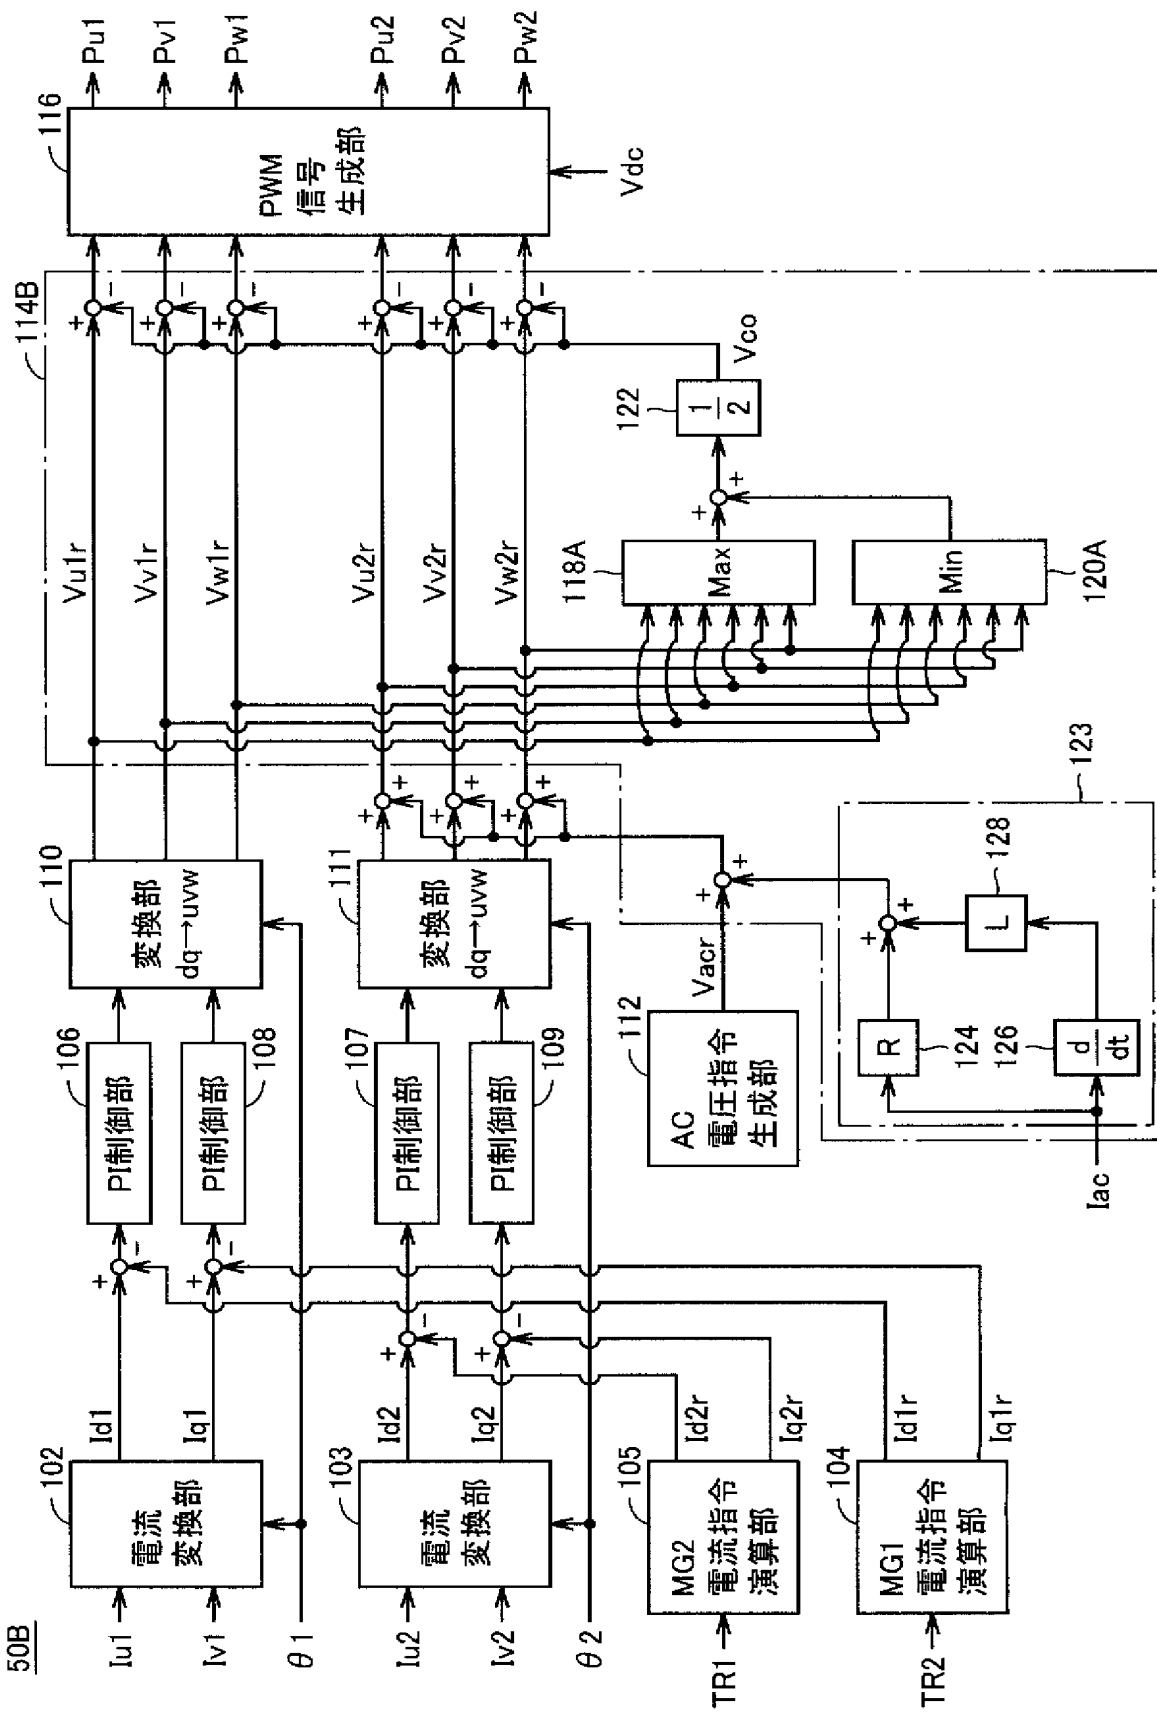 50B
Iu1
Iv1
θ1
Iu2
Iv2
θ2
TR1
TR2
102
電流
変換部
103
電流
変換部
105
MG2
電流指令
演算部
104
MG1
電流指令
演算部
Id1
Iq1
Id2
Iq2
Id2r
Iq2r
Id1r
Iq1r
+
-
+
-
+
-
+
-
106
PI制御部
PI制御部
108
107
PI制御部
PI制御部
109
110
変換部
dq→uvw
111
変換部
dq→uvw
112
AC
電圧指令
生成部
Vacr
+
+
Iac
R
124
126
d
dt
128
L
+
+
123
+
+
+
+
+
+
Vu1r
Vv1r
Vw1r
Vu2r
Vv2r
Vw2r
118A
Max
Min
120A
+
+
122
1
2
Vco
114B
+
-
+
-
+
-
+
-
+
-
+
-
116
PWM
信号
生成部
Vdc
Pu1
Pv1
Pw1
Pu2
Pv2
Pw2